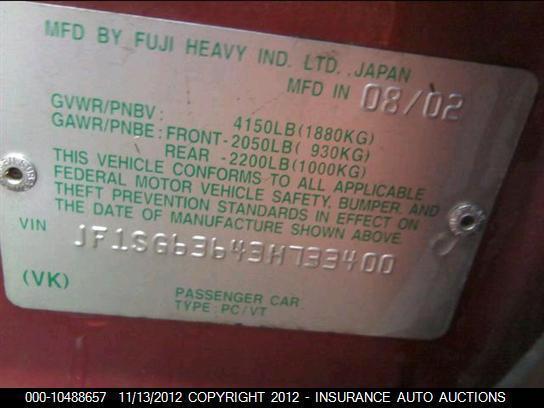 MFD BY FUJI HEAVY IND. LTD., JAPAN
MFD IN 08/02
GVWR/PNBV: 4150LB(1880KG)
GAWR/PNBE: FRONT-2050LB( 930KG)
REAR -2200LB(1000KG)
THIS VEHICLE CONFORMS TO ALL APPLICABLE
FEDERAL MOTOR VEHICLE SAFETY, BUMPER, AND
THEFT PREVENTION STANDARDS IN EFFECT ON
THE DATE OF MANUFACTURE SHOWN ABOVE.
VIN JF1SG63643H733400
(VK) PASSENGER CAR
TYPE: PC/VT
000-10488657 11/13/2012 COPYRIGHT 2012 - INSURANCE AUTO AUCTIONS